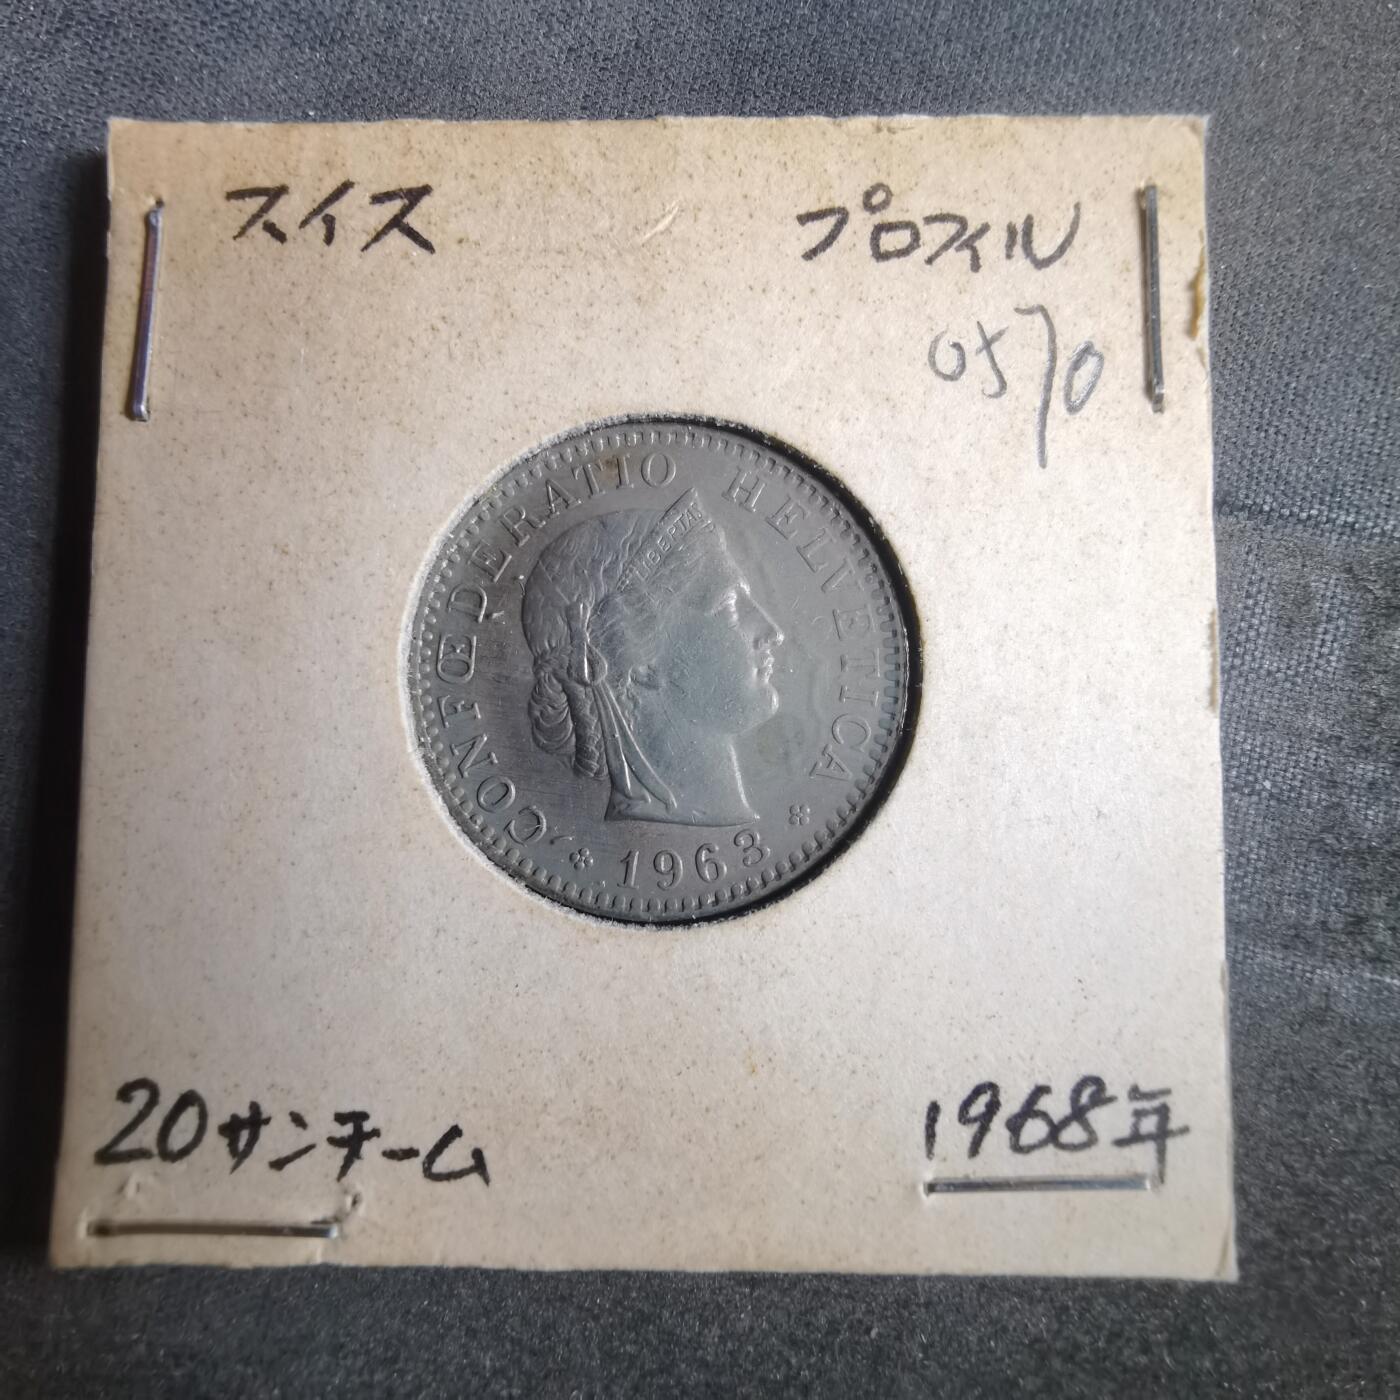 スイス
プロフィル
0570
CONFŒDERATIO HELVETICA
LIBERTAS
1963
20サンチーム
1968年